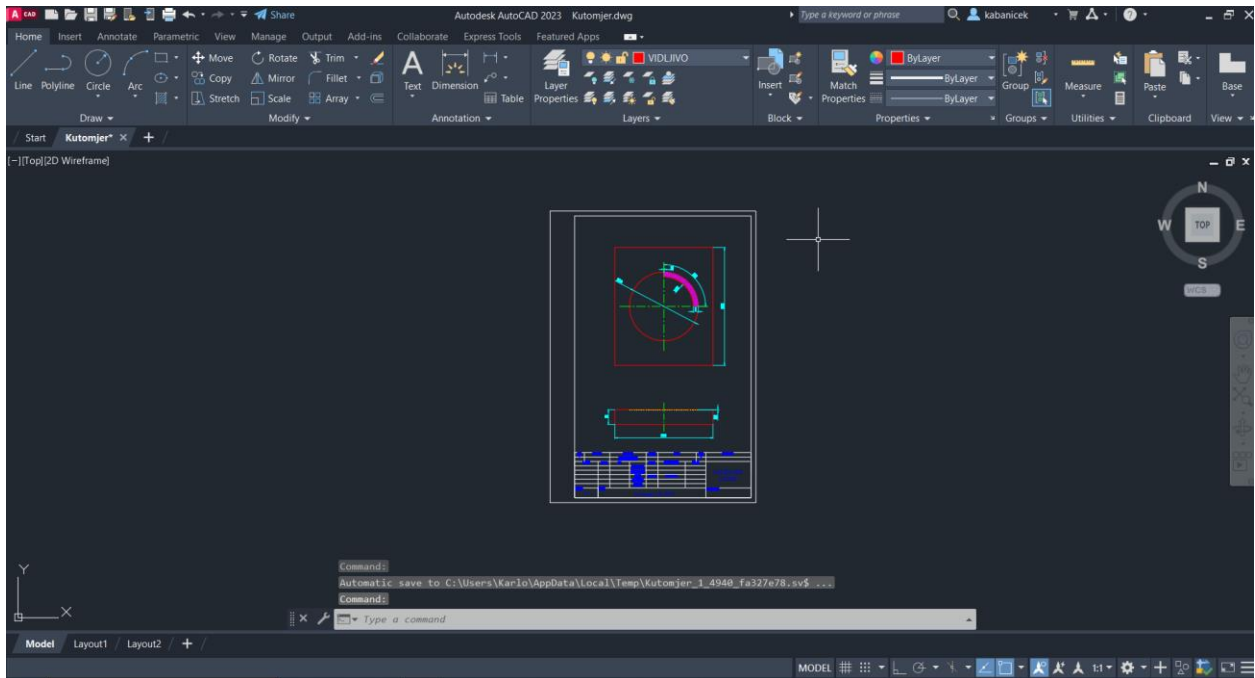 A CAD Share Autodesk AutoCAD 2023 Kutomjer.dwg Type a keyword or phrase kabanicek
Home Insert Annotate Parametric View Manage Output Add-ins Collaborate Express Tools Featured Apps
Line Polyline Circle Arc
Move Rotate Trim
Copy Mirror Fillet
Stretch Scale Array
Text Dimension
Table
Layer
Properties
VIDLJIVO
Insert
Match
Properties
ByLayer
ByLayer
ByLayer
Group
Measure
Paste
Base
Draw Modify Annotation Layers Block Properties Groups Utilities Clipboard View
Start Kutomjer* +
[−][Top][2D Wireframe]
N
W TOP E
S
WCS
Y
X
Command:
Automatic save to C:\Users\Karlo\AppData\Local\Temp\Kutomjer_1_4940_fa327e78.sv$ ...
Command:
Type a command
Model Layout1 Layout2 +
MODEL 1:1